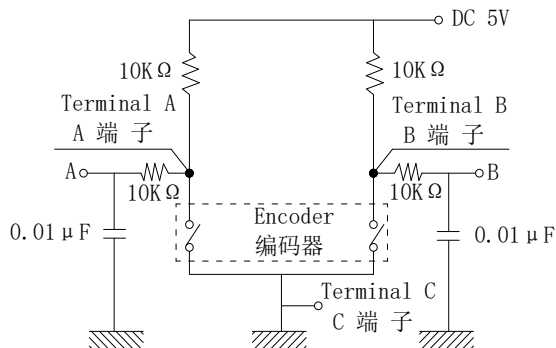 DC 5V
10KΩ
10KΩ
Terminal A
A 端 子
Terminal B
B 端 子
A
10KΩ
10KΩ
B
0.01μF
Encoder
编码器
0.01μF
Terminal C
C 端 子